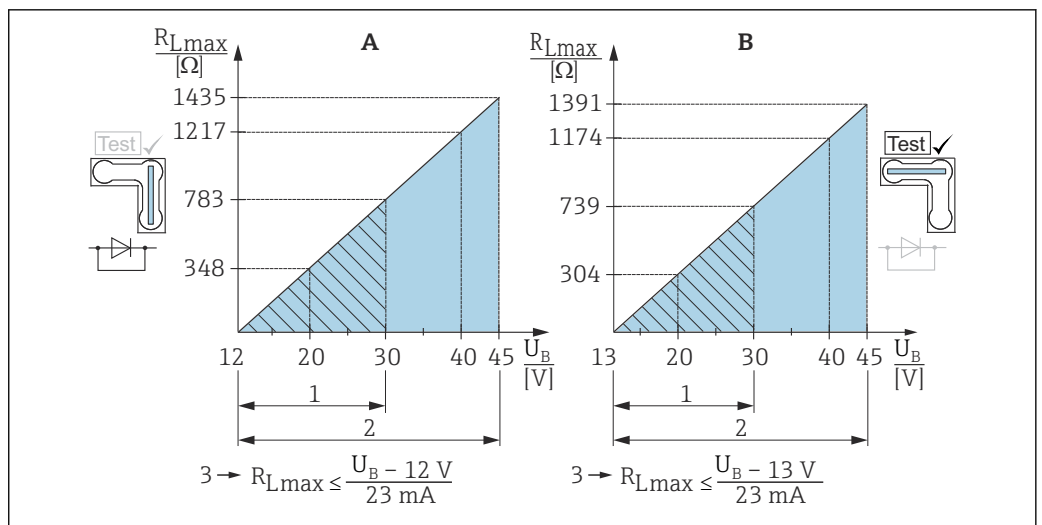 A
R_Lmax
[Ω]
1435
1217
783
348
Test
12 20 30 40 45 U_B
[V]
1
2
3 → R_Lmax ≤ U_B – 12 V
23 mA
B
R_Lmax
[Ω]
1391
1174
739
304
Test
13 20 30 40 45 U_B
[V]
1
2
3 → R_Lmax ≤ U_B – 13 V
23 mA